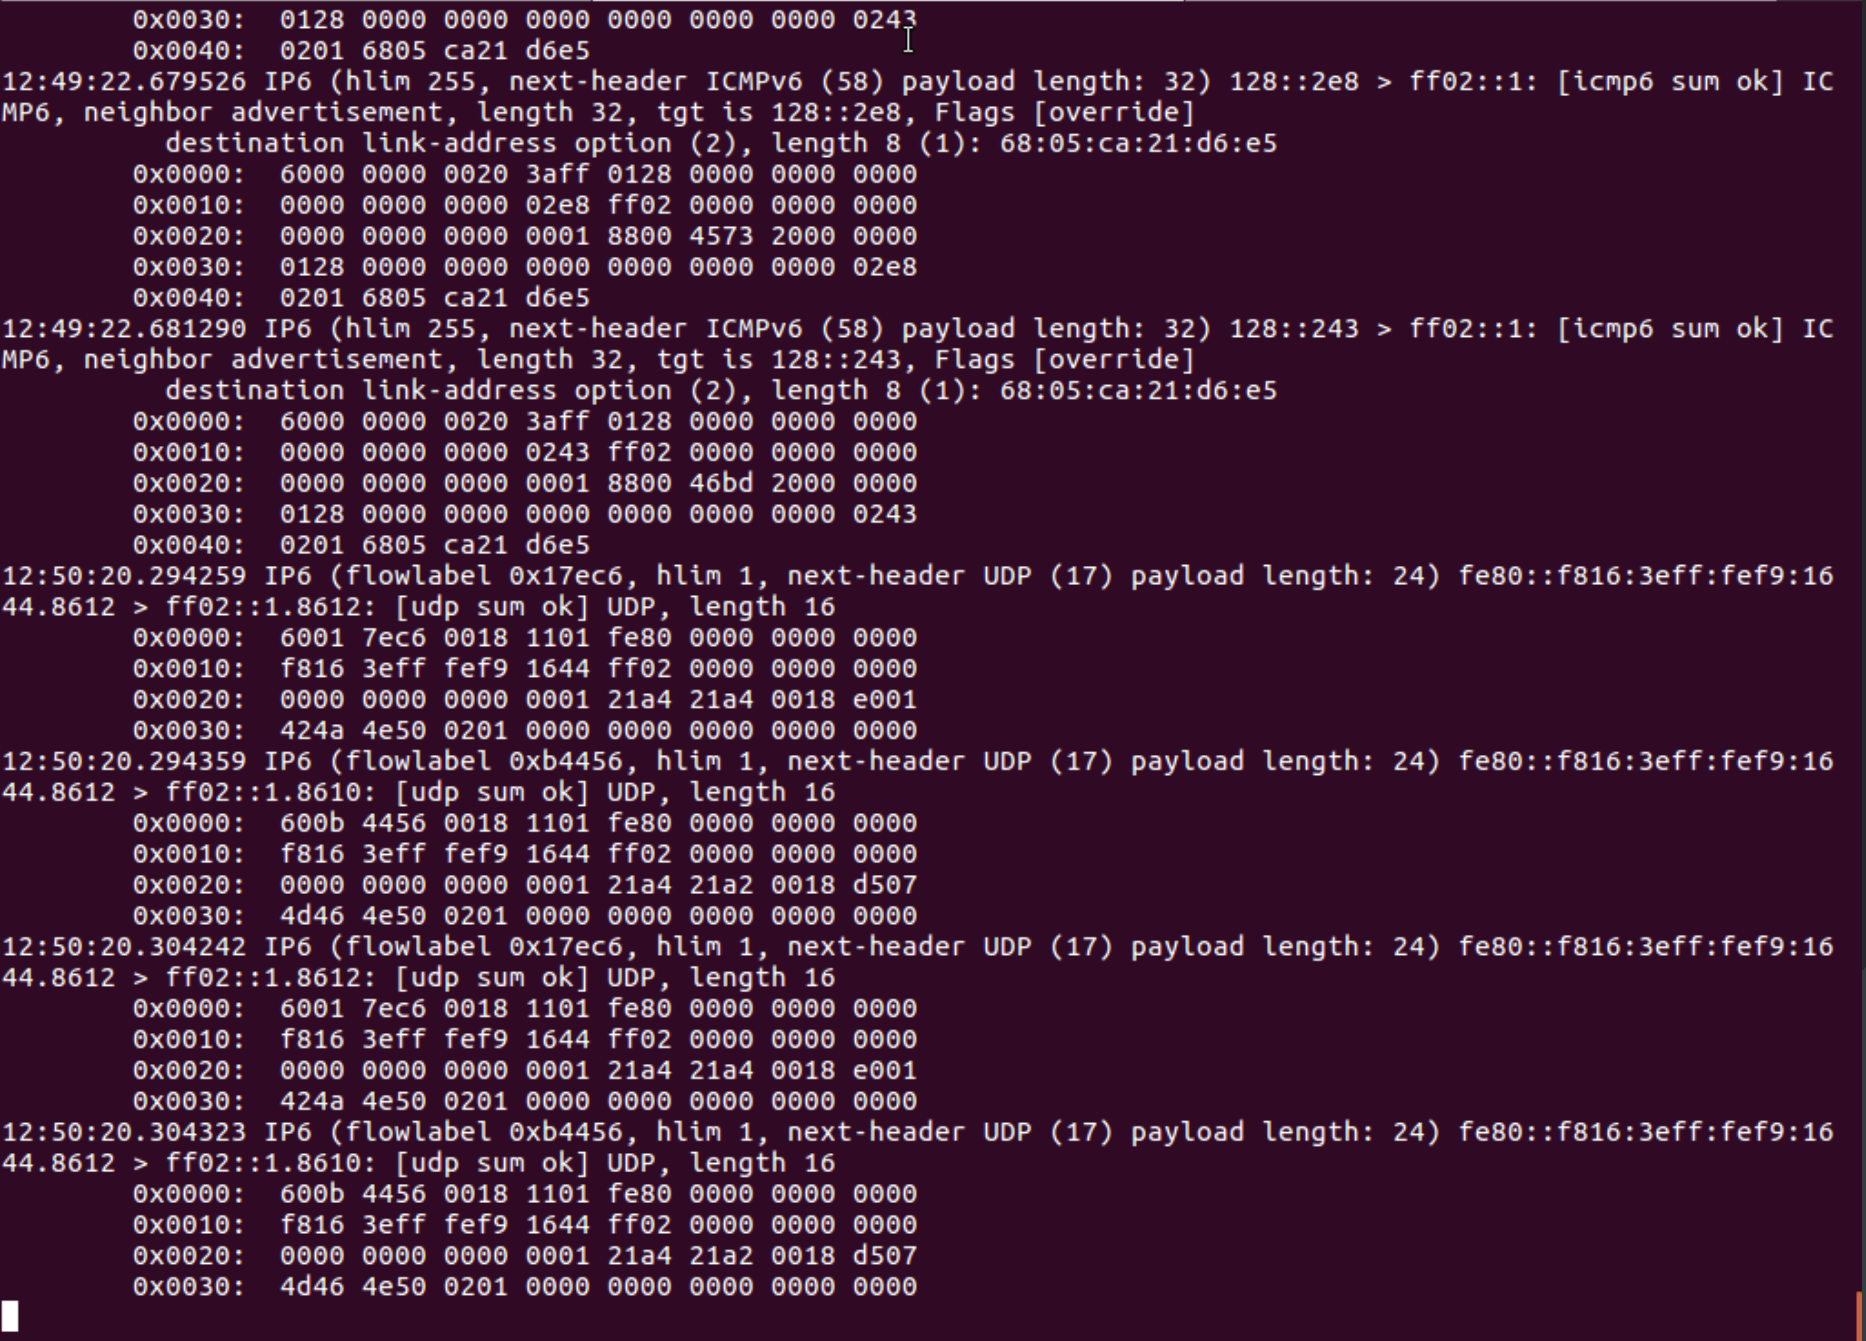 0x0030:  0128 0000 0000 0000 0000 0000 0000 0243
0x0040:  0201 6805 ca21 d6e5
12:49:22.679526 IP6 (hlim 255, next-header ICMPv6 (58) payload length: 32) 128::2e8 > ff02::1: [icmp6 sum ok] IC
MP6, neighbor advertisement, length 32, tgt is 128::2e8, Flags [override]
destination link-address option (2), length 8 (1): 68:05:ca:21:d6:e5
0x0000:  6000 0000 0020 3aff 0128 0000 0000 0000
0x0010:  0000 0000 0000 02e8 ff02 0000 0000 0000
0x0020:  0000 0000 0000 0001 8800 4573 2000 0000
0x0030:  0128 0000 0000 0000 0000 0000 0000 02e8
0x0040:  0201 6805 ca21 d6e5
12:49:22.681290 IP6 (hlim 255, next-header ICMPv6 (58) payload length: 32) 128::243 > ff02::1: [icmp6 sum ok] IC
MP6, neighbor advertisement, length 32, tgt is 128::243, Flags [override]
destination link-address option (2), length 8 (1): 68:05:ca:21:d6:e5
0x0000:  6000 0000 0020 3aff 0128 0000 0000 0000
0x0010:  0000 0000 0000 0243 ff02 0000 0000 0000
0x0020:  0000 0000 0000 0001 8800 46bd 2000 0000
0x0030:  0128 0000 0000 0000 0000 0000 0000 0243
0x0040:  0201 6805 ca21 d6e5
12:50:20.294259 IP6 (flowlabel 0x17ec6, hlim 1, next-header UDP (17) payload length: 24) fe80::f816:3eff:fef9:16
44.8612 > ff02::1.8612: [udp sum ok] UDP, length 16
0x0000:  6001 7ec6 0018 1101 fe80 0000 0000 0000
0x0010:  f816 3eff fef9 1644 ff02 0000 0000 0000
0x0020:  0000 0000 0000 0001 21a4 21a4 0018 e001
0x0030:  424a 4e50 0201 0000 0000 0000 0000 0000
12:50:20.294359 IP6 (flowlabel 0xb4456, hlim 1, next-header UDP (17) payload length: 24) fe80::f816:3eff:fef9:16
44.8612 > ff02::1.8610: [udp sum ok] UDP, length 16
0x0000:  600b 4456 0018 1101 fe80 0000 0000 0000
0x0010:  f816 3eff fef9 1644 ff02 0000 0000 0000
0x0020:  0000 0000 0000 0001 21a4 21a2 0018 d507
0x0030:  4d46 4e50 0201 0000 0000 0000 0000 0000
12:50:20.304242 IP6 (flowlabel 0x17ec6, hlim 1, next-header UDP (17) payload length: 24) fe80::f816:3eff:fef9:16
44.8612 > ff02::1.8612: [udp sum ok] UDP, length 16
0x0000:  6001 7ec6 0018 1101 fe80 0000 0000 0000
0x0010:  f816 3eff fef9 1644 ff02 0000 0000 0000
0x0020:  0000 0000 0000 0001 21a4 21a4 0018 e001
0x0030:  424a 4e50 0201 0000 0000 0000 0000 0000
12:50:20.304323 IP6 (flowlabel 0xb4456, hlim 1, next-header UDP (17) payload length: 24) fe80::f816:3eff:fef9:16
44.8612 > ff02::1.8610: [udp sum ok] UDP, length 16
0x0000:  600b 4456 0018 1101 fe80 0000 0000 0000
0x0010:  f816 3eff fef9 1644 ff02 0000 0000 0000
0x0020:  0000 0000 0000 0001 21a4 21a2 0018 d507
0x0030:  4d46 4e50 0201 0000 0000 0000 0000 0000